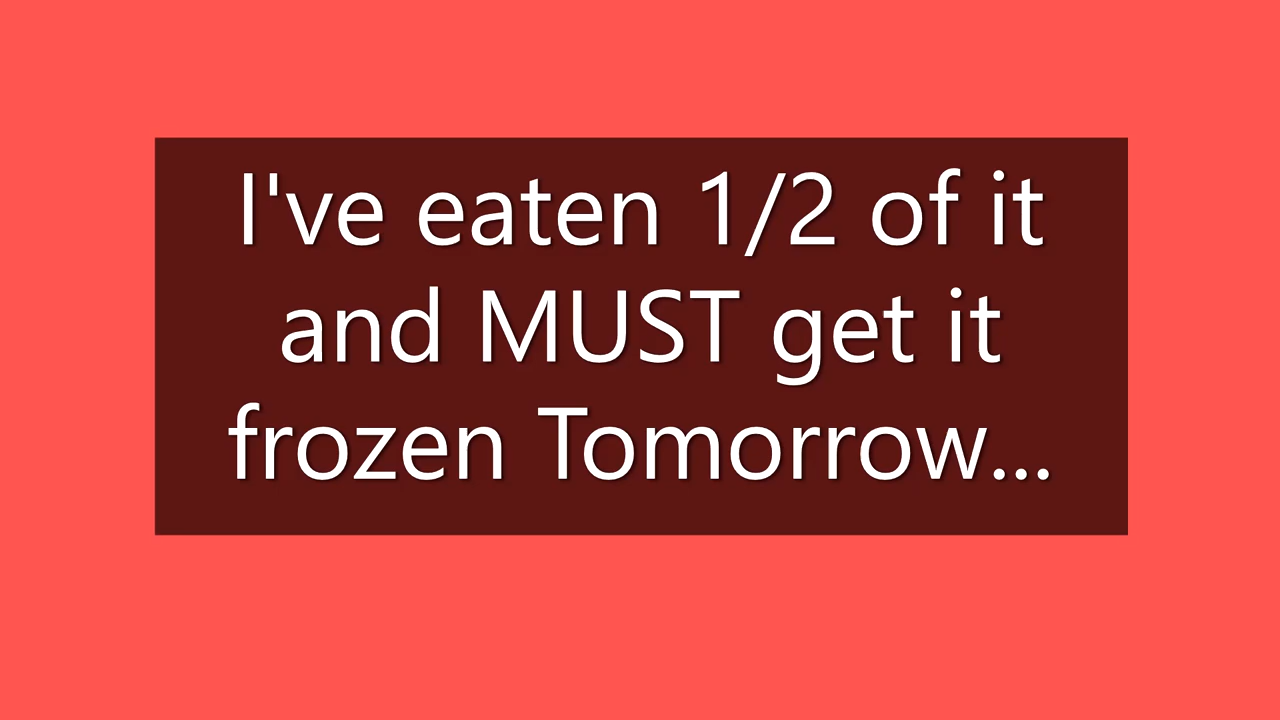 I've eaten 1/2 of it
and MUST get it
frozen Tomorrow...